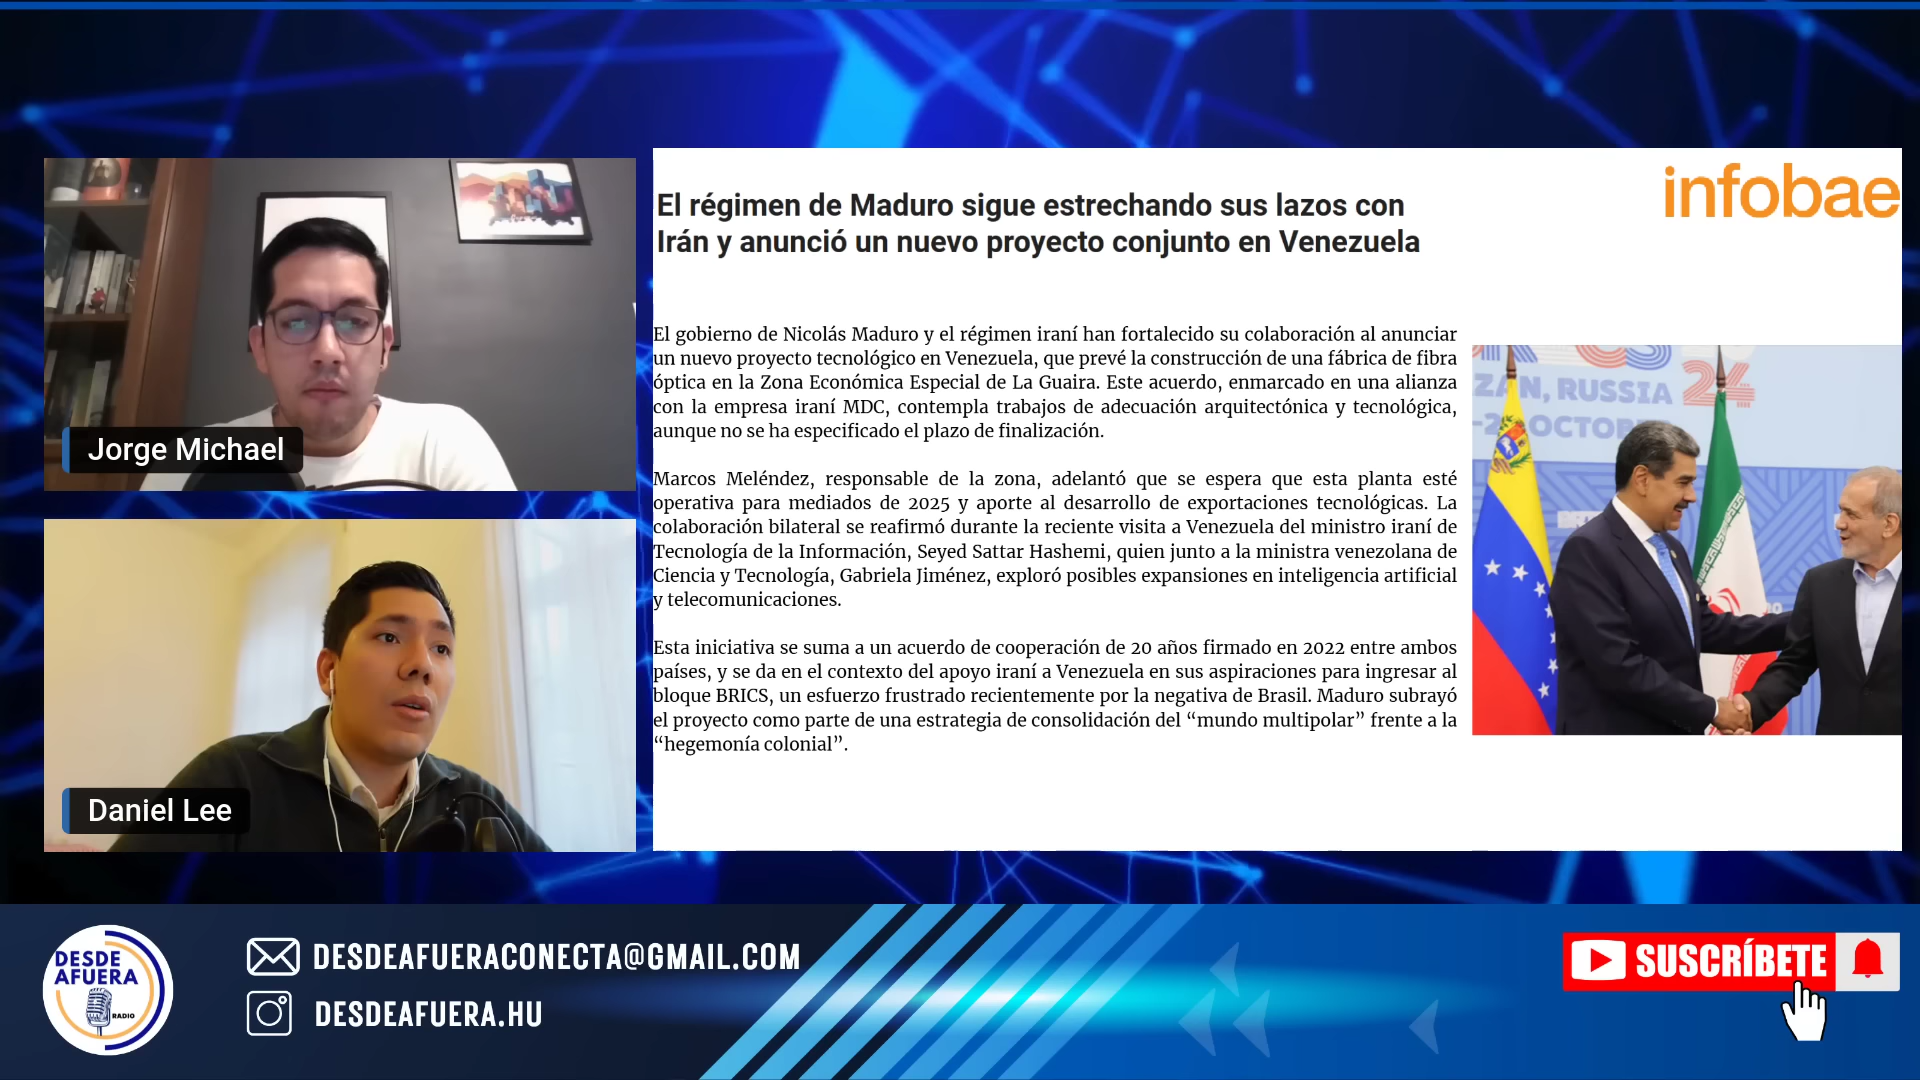 infobae
El régimen de Maduro sigue estrechando sus lazos con
Irán y anunció un nuevo proyecto conjunto en Venezuela
El gobierno de Nicolás Maduro y el régimen iraní han fortalecido su colaboración al anunciar
un nuevo proyecto tecnológico en Venezuela, que prevé la construcción de una fábrica de fibra
óptica en la Zona Económica Especial de La Guaira. Este acuerdo, enmarcado en una alianza
con la empresa iraní MDC, contempla trabajos de adecuación arquitectónica y tecnológica,
aunque no se ha especificado el plazo de finalización.
Marcos Meléndez, responsable de la zona, adelantó que se espera que esta planta esté
operativa para mediados de 2025 y aporte al desarrollo de exportaciones tecnológicas. La
colaboración bilateral se reafirmó durante la reciente visita a Venezuela del ministro iraní de
Tecnología de la Información, Seyed Sattar Hashemi, quien junto a la ministra venezolana de
Ciencia y Tecnología, Gabriela Jiménez, exploró posibles expansiones en inteligencia artificial
y telecomunicaciones.
Esta iniciativa se suma a un acuerdo de cooperación de 20 años firmado en 2022 entre ambos
países, y se da en el contexto del apoyo iraní a Venezuela en sus aspiraciones para ingresar al
bloque BRICS, un esfuerzo frustrado recientemente por la negativa de Brasil. Maduro subrayó
el proyecto como parte de una estrategia de consolidación del “mundo multipolar” frente a la
“hegemonía colonial”.
ZAN, RUSSIA 24
OCTOB
Jorge Michael
Daniel Lee
DESDE
AFUERA
RADIO
DESDEAFUERACONECTA@GMAIL.COM
DESDEAFUERA.HU
SUSCRÍBETE